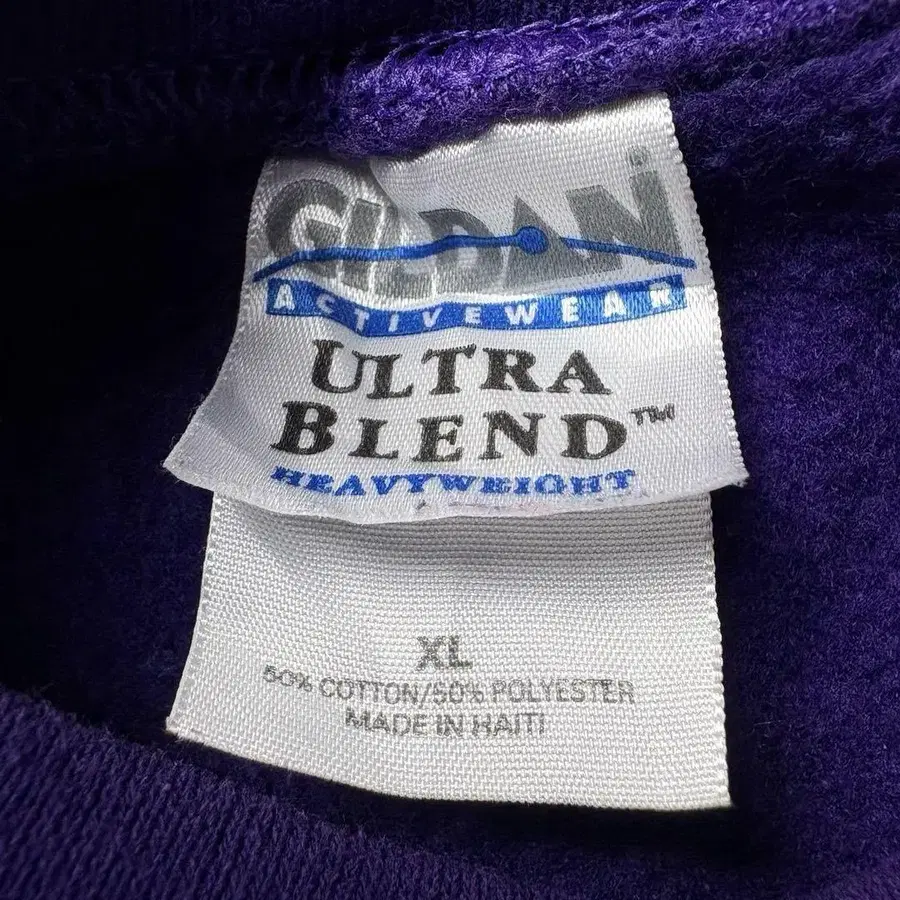 GILDAN®
ACTIVEWEAR
ULTRA
BLEND™
HEAVYWEIGHT
XL
50% COTTON/50% POLYESTER
MADE IN HAITI